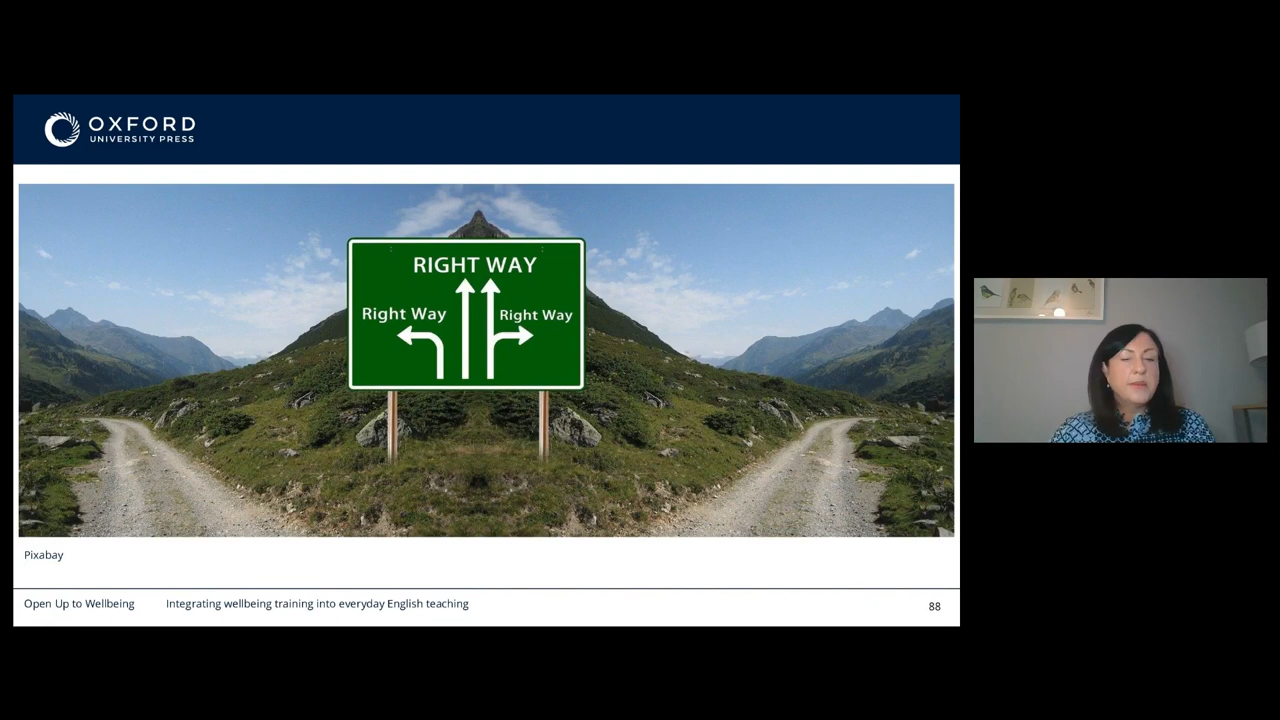 OXFORD
UNIVERSITY PRESS
RIGHT WAY
Right Way
Right Way
Pixabay
Open Up to Wellbeing
Integrating wellbeing training into everyday English teaching
88